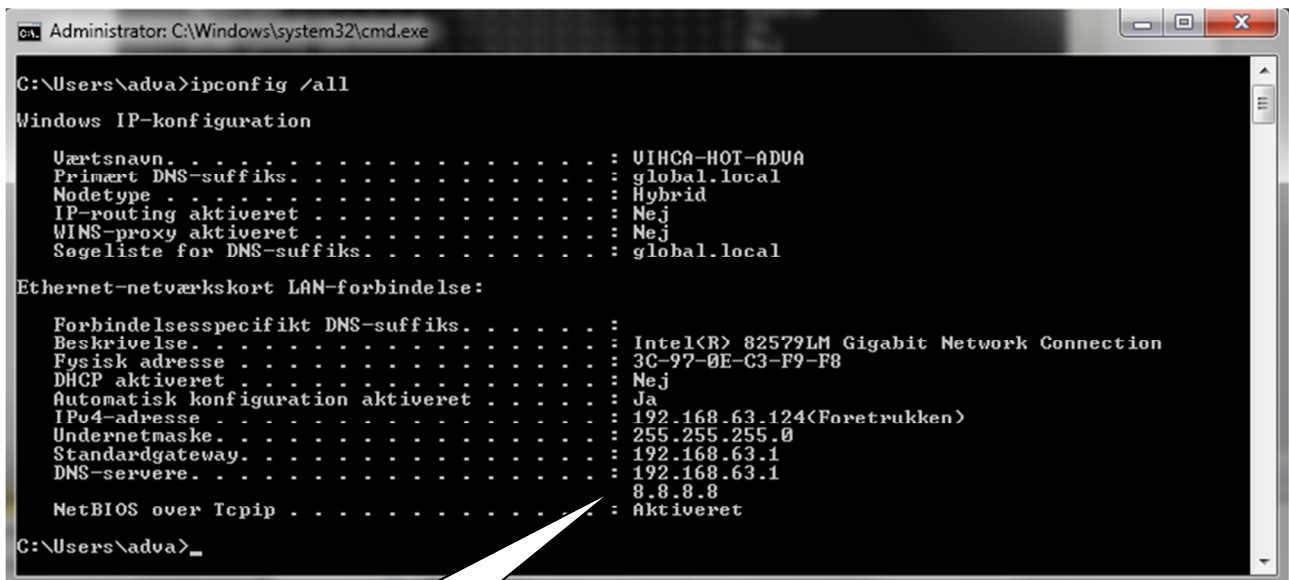 Administrator: C:\Windows\system32\cmd.exe
C:\Users\adva>ipconfig /all
Windows IP-konfiguration
Værtsnavn. . . . . . . . . . . . . . . . . . : VIHCA-HOT-ADVA
Primært DNS-suffiks. . . . . . . . . . . . . : global.local
Nodetype . . . . . . . . . . . . . . . . . . : Hybrid
IP-routing aktiveret . . . . . . . . . . . . : Nej
WINS-proxy aktiveret . . . . . . . . . . . . : Nej
Søgeliste for DNS-suffiks. . . . . . . . . . : global.local
Ethernet-netværkskort LAN-forbindelse:
Forbindelsesspecifikt DNS-suffiks. . . . . . :
Beskrivelse. . . . . . . . . . . . . . . . . : Intel(R) 82579LM Gigabit Network Connection
Fysisk adresse . . . . . . . . . . . . . . . : 3C-97-0E-C3-F9-F8
DHCP aktiveret . . . . . . . . . . . . . . . : Nej
Automatisk konfiguration aktiveret . . . . . : Ja
IPv4-adresse . . . . . . . . . . . . . . . . : 192.168.63.124(Foretrukken)
Undernetmaske. . . . . . . . . . . . . . . . : 255.255.255.0
Standardgateway. . . . . . . . . . . . . . . : 192.168.63.1
DNS-servere. . . . . . . . . . . . . . . . . : 192.168.63.1
8.8.8.8
NetBIOS over Tcpip . . . . . . . . . . . . . : Aktiveret
C:\Users\adva>_